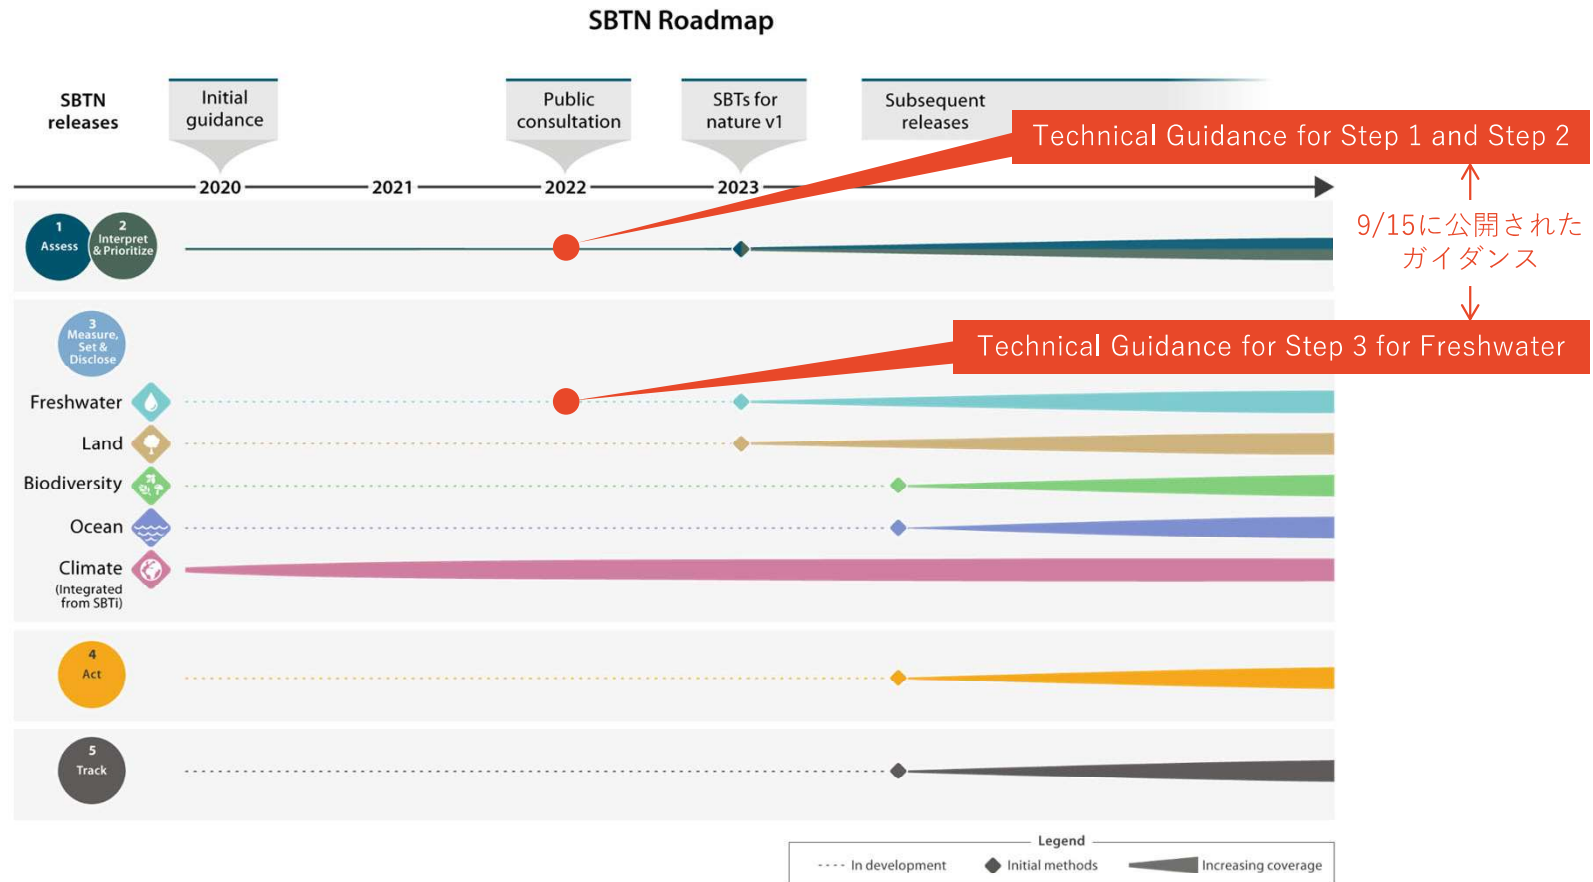 SBTN Roadmap
SBTN
releases
Initial
guidance
Public
consultation
SBTs for
nature v1
Subsequent
releases
Technical Guidance for Step 1 and Step 2
2020
2021
2022
2023
9/15に公開された
ガイダンス
1
Assess
2
Interpret
& Prioritize
3
Measure,
Set &
Disclose
Technical Guidance for Step 3 for Freshwater
Freshwater
Land
Biodiversity
Ocean
Climate
(Integrated
from SBTi)
4
Act
5
Track
Legend
In development
Initial methods
Increasing coverage